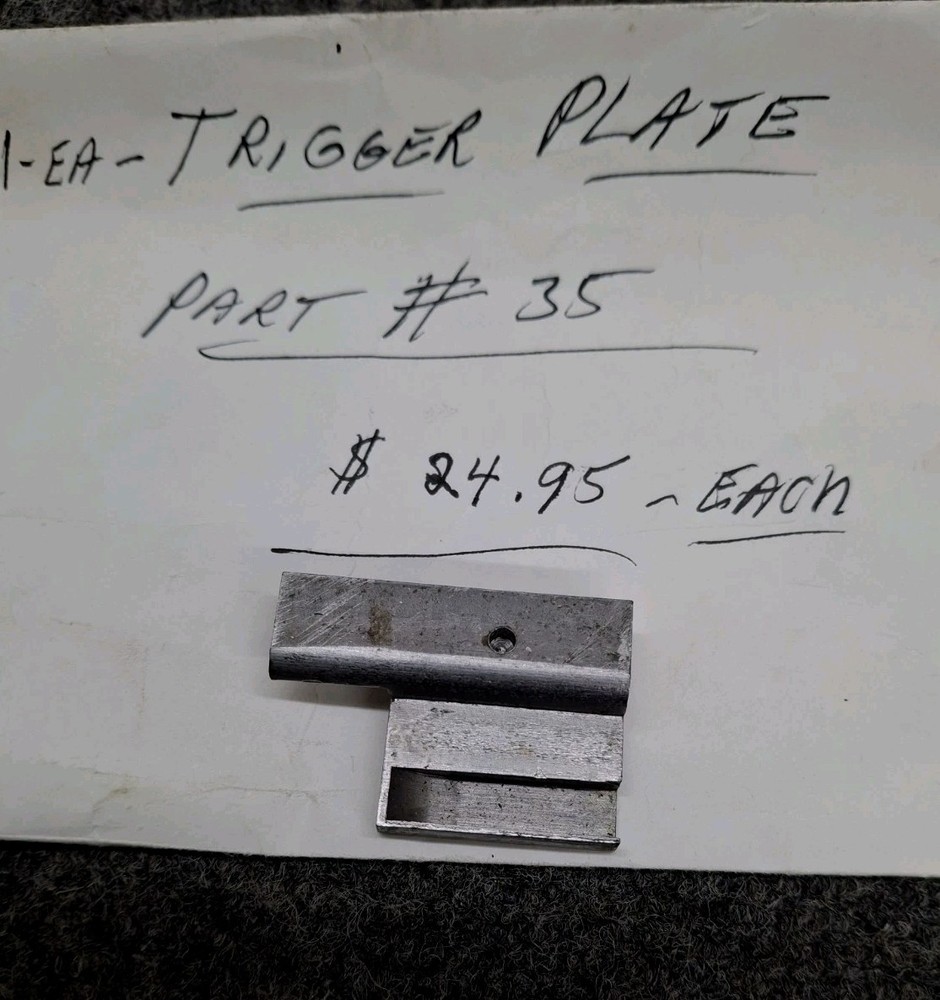 1-EA-TRIGGER PLATE
PART # 35
$ 24.95 - EACH